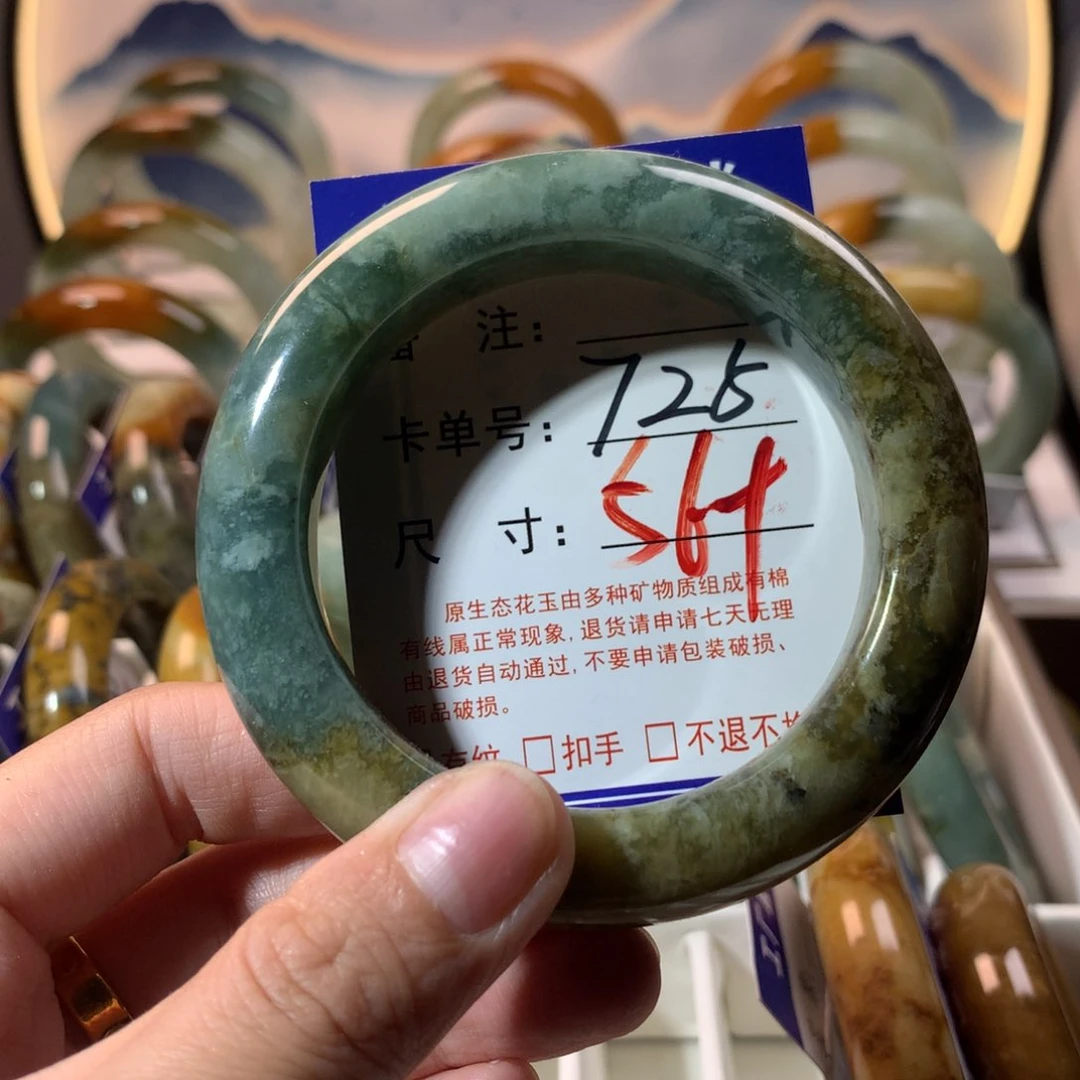 注：
卡单号：725
尺 寸：564
原生态花玉由多种矿物质组成有棉
有线属正常现象, 退货请申请七天无理
由退货自动通过, 不要申请包装破损、
商品破损。
有纹 □扣手 □不退不